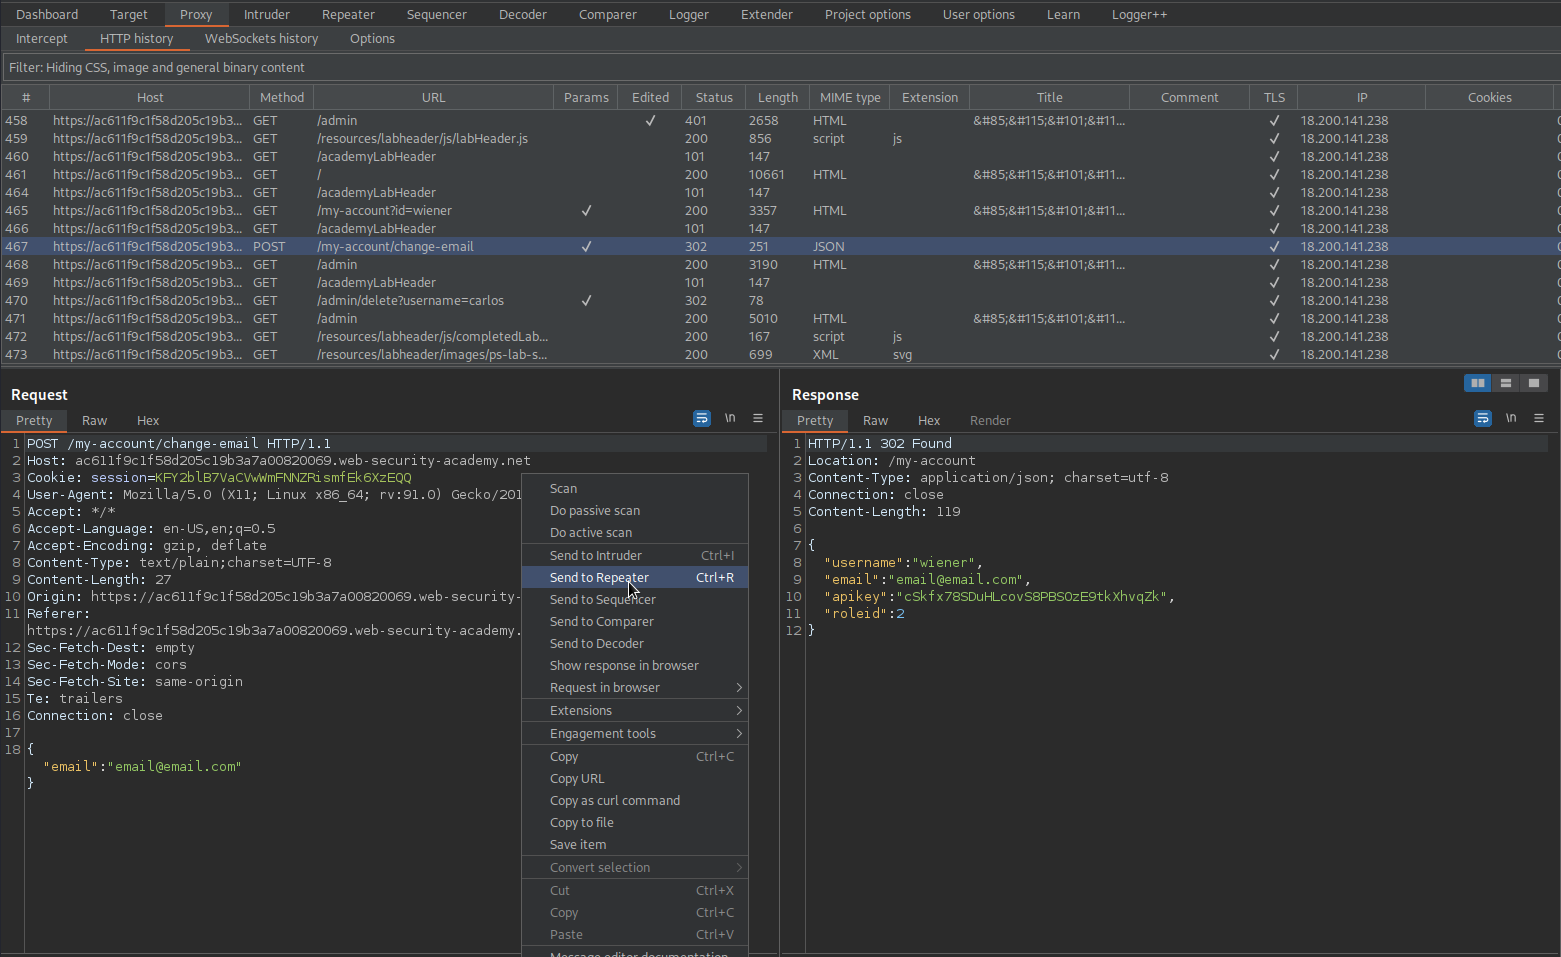 Dashboard Target Proxy Intruder Repeater Sequencer Decoder Comparer Logger Extender Project options User options Learn Logger++
Intercept HTTP history WebSockets history Options
Filter: Hiding CSS, image and general binary content
# Host Method URL Params Edited Status Length MIME type Extension Title Comment TLS IP Cookies
458 https://ac611f9c1f58d205c19b3... GET /admin ✓ 401 2658 HTML &#85;&#115;&#101;&#11... ✓ 18.200.141.238
459 https://ac611f9c1f58d205c19b3... GET /resources/labheader/js/labHeader.js 200 856 script js ✓ 18.200.141.238
460 https://ac611f9c1f58d205c19b3... GET /academyLabHeader 101 147 ✓ 18.200.141.238
461 https://ac611f9c1f58d205c19b3... GET / 200 10661 HTML &#85;&#115;&#101;&#11... ✓ 18.200.141.238
464 https://ac611f9c1f58d205c19b3... GET /academyLabHeader 101 147 ✓ 18.200.141.238
465 https://ac611f9c1f58d205c19b3... GET /my-account?id=wiener ✓ 200 3357 HTML &#85;&#115;&#101;&#11... ✓ 18.200.141.238
466 https://ac611f9c1f58d205c19b3... GET /academyLabHeader 101 147 ✓ 18.200.141.238
467 https://ac611f9c1f58d205c19b3... POST /my-account/change-email ✓ 302 251 JSON ✓ 18.200.141.238
468 https://ac611f9c1f58d205c19b3... GET /admin 200 3190 HTML &#85;&#115;&#101;&#11... ✓ 18.200.141.238
469 https://ac611f9c1f58d205c19b3... GET /academyLabHeader 101 147 ✓ 18.200.141.238
470 https://ac611f9c1f58d205c19b3... GET /admin/delete?username=carlos ✓ 302 78 ✓ 18.200.141.238
471 https://ac611f9c1f58d205c19b3... GET /admin 200 5010 HTML &#85;&#115;&#101;&#11... ✓ 18.200.141.238
472 https://ac611f9c1f58d205c19b3... GET /resources/labheader/js/completedLab... 200 167 script js ✓ 18.200.141.238
473 https://ac611f9c1f58d205c19b3... GET /resources/labheader/images/ps-lab-s... 200 699 XML svg ✓ 18.200.141.238
Request
Pretty Raw Hex \n
1 POST /my-account/change-email HTTP/1.1
2 Host: ac611f9c1f58d205c19b3a7a00820069.web-security-academy.net
3 Cookie: session=KFY2blB7VaCVwWmFNNZRismfEk6XzEQQ
4 User-Agent: Mozilla/5.0 (X11; Linux x86_64; rv:91.0) Gecko/201
5 Accept: */*
6 Accept-Language: en-US,en;q=0.5
7 Accept-Encoding: gzip, deflate
8 Content-Type: text/plain;charset=UTF-8
9 Content-Length: 27
10 Origin: https://ac611f9c1f58d205c19b3a7a00820069.web-security-
11 Referer:
https://ac611f9c1f58d205c19b3a7a00820069.web-security-academy.
12 Sec-Fetch-Dest: empty
13 Sec-Fetch-Mode: cors
14 Sec-Fetch-Site: same-origin
15 Te: trailers
16 Connection: close
17
18 {
"email":"email@email.com"
}
Scan
Do passive scan
Do active scan
Send to Intruder Ctrl+I
Send to Repeater Ctrl+R
Send to Sequencer
Send to Comparer
Send to Decoder
Show response in browser
Request in browser
Extensions
Engagement tools
Copy Ctrl+C
Copy URL
Copy as curl command
Copy to file
Save item
Convert selection
Cut Ctrl+X
Copy Ctrl+C
Paste Ctrl+V
Message editor documentation
Response
Pretty Raw Hex Render \n
1 HTTP/1.1 302 Found
2 Location: /my-account
3 Content-Type: application/json; charset=utf-8
4 Connection: close
5 Content-Length: 119
6
7 {
8 "username":"wiener",
9 "email":"email@email.com",
10 "apikey":"cSkfx78SDuHLcovS8PBSOzE9tkXhvqZk",
11 "roleid":2
12 }